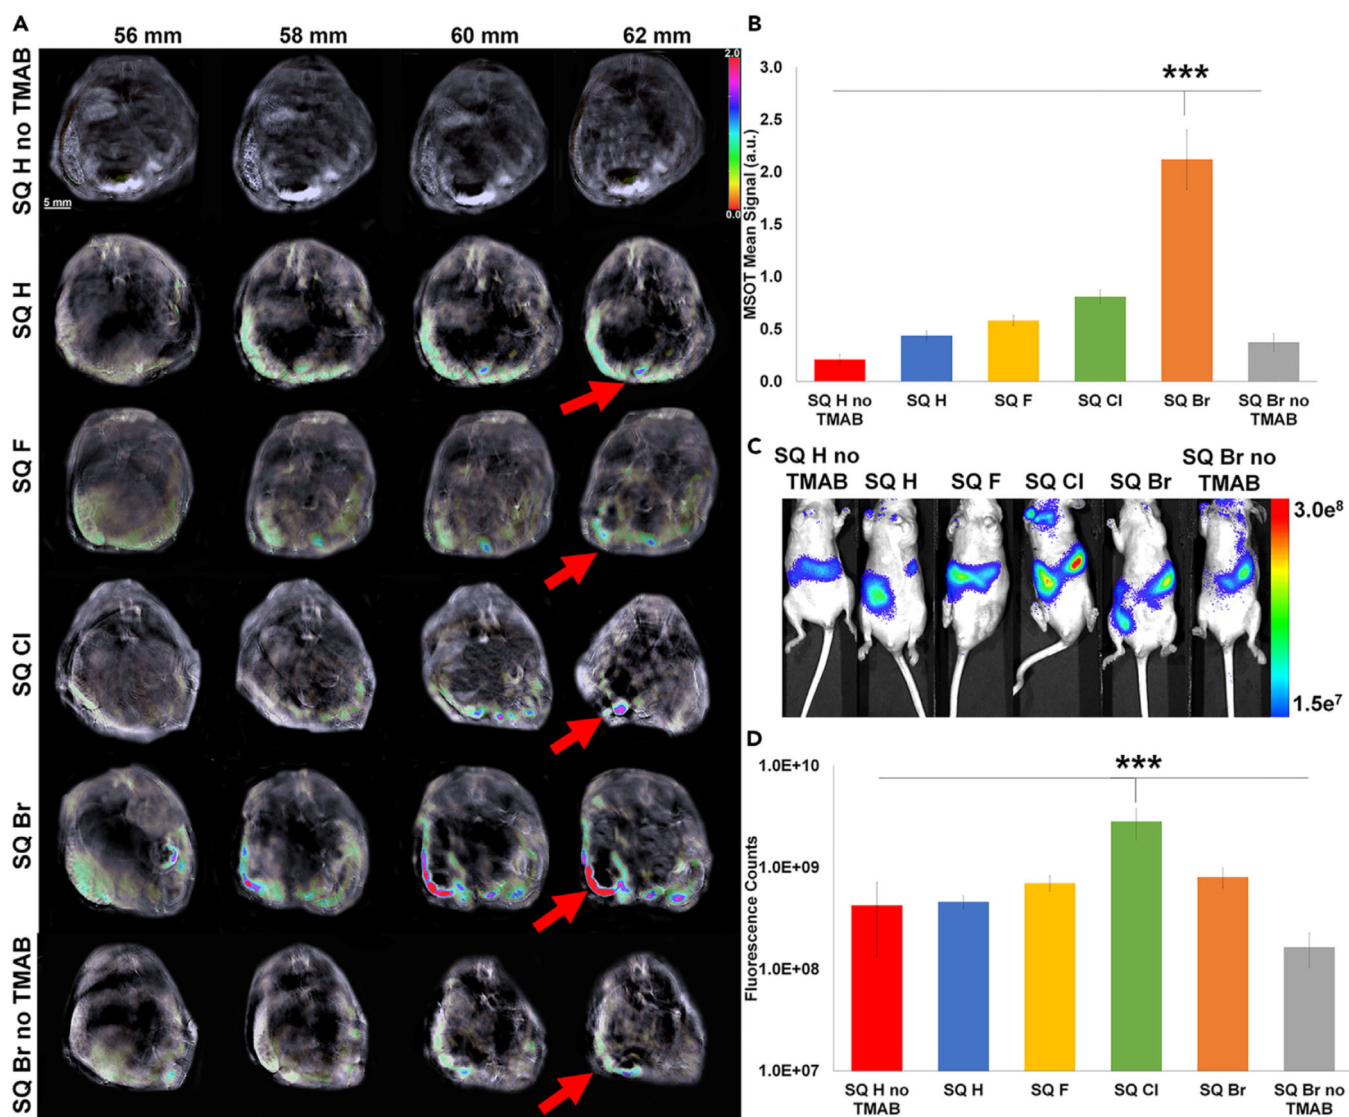 A
56 mm 58 mm 60 mm 62 mm
SQ H no TMAB
2.0
0.0
5 mm
SQ H
SQ F
SQ Cl
SQ Br
SQ Br no TMAB
B
MSOT Mean Signal (a.u.)
3.0
2.5
2.0
1.5
1.0
0.5
0.0
***
SQ H no
TMAB
SQ H
SQ F
SQ Cl
SQ Br
SQ Br no
TMAB
C
SQ H no
TMAB
SQ H
SQ F
SQ Cl
SQ Br
SQ Br no
TMAB
3.0e⁸
1.5e⁷
D
Fluorescence Counts
1.0E+10
1.0E+09
1.0E+08
1.0E+07
***
SQ H no
TMAB
SQ H
SQ F
SQ Cl
SQ Br
SQ Br no
TMAB